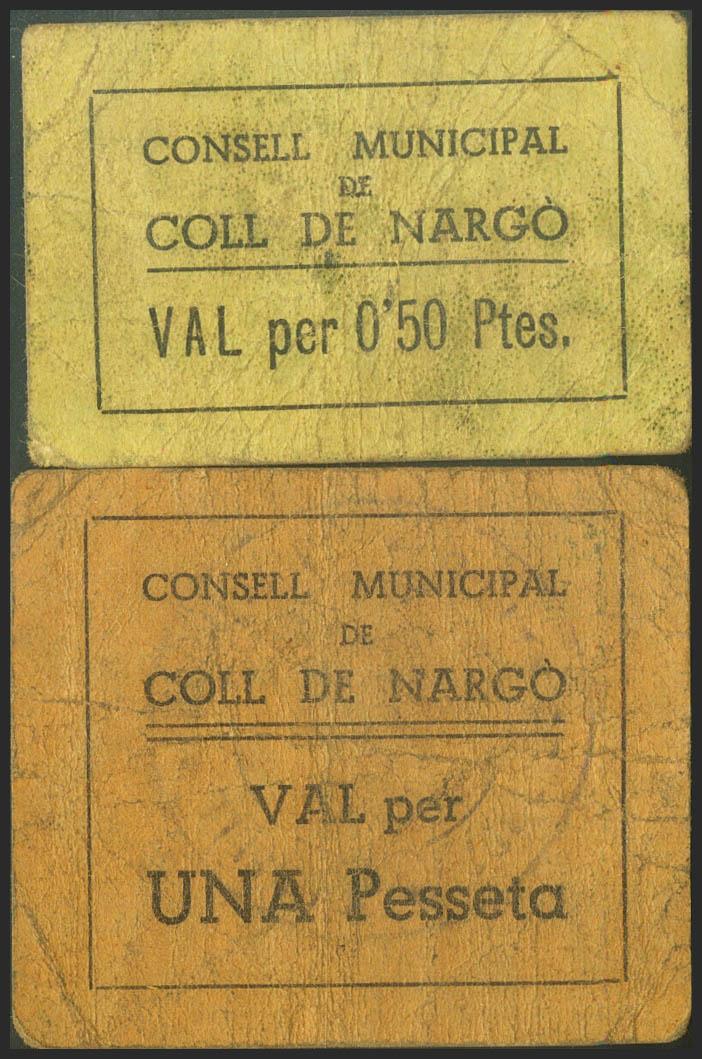 CONSELL MUNICIPAL
DE
COLL DE NARGÒ
VAL per 0'50 Ptes.
CONSELL MUNICIPAL
DE
COLL DE NARGÒ
VAL per
UNA Pesseta